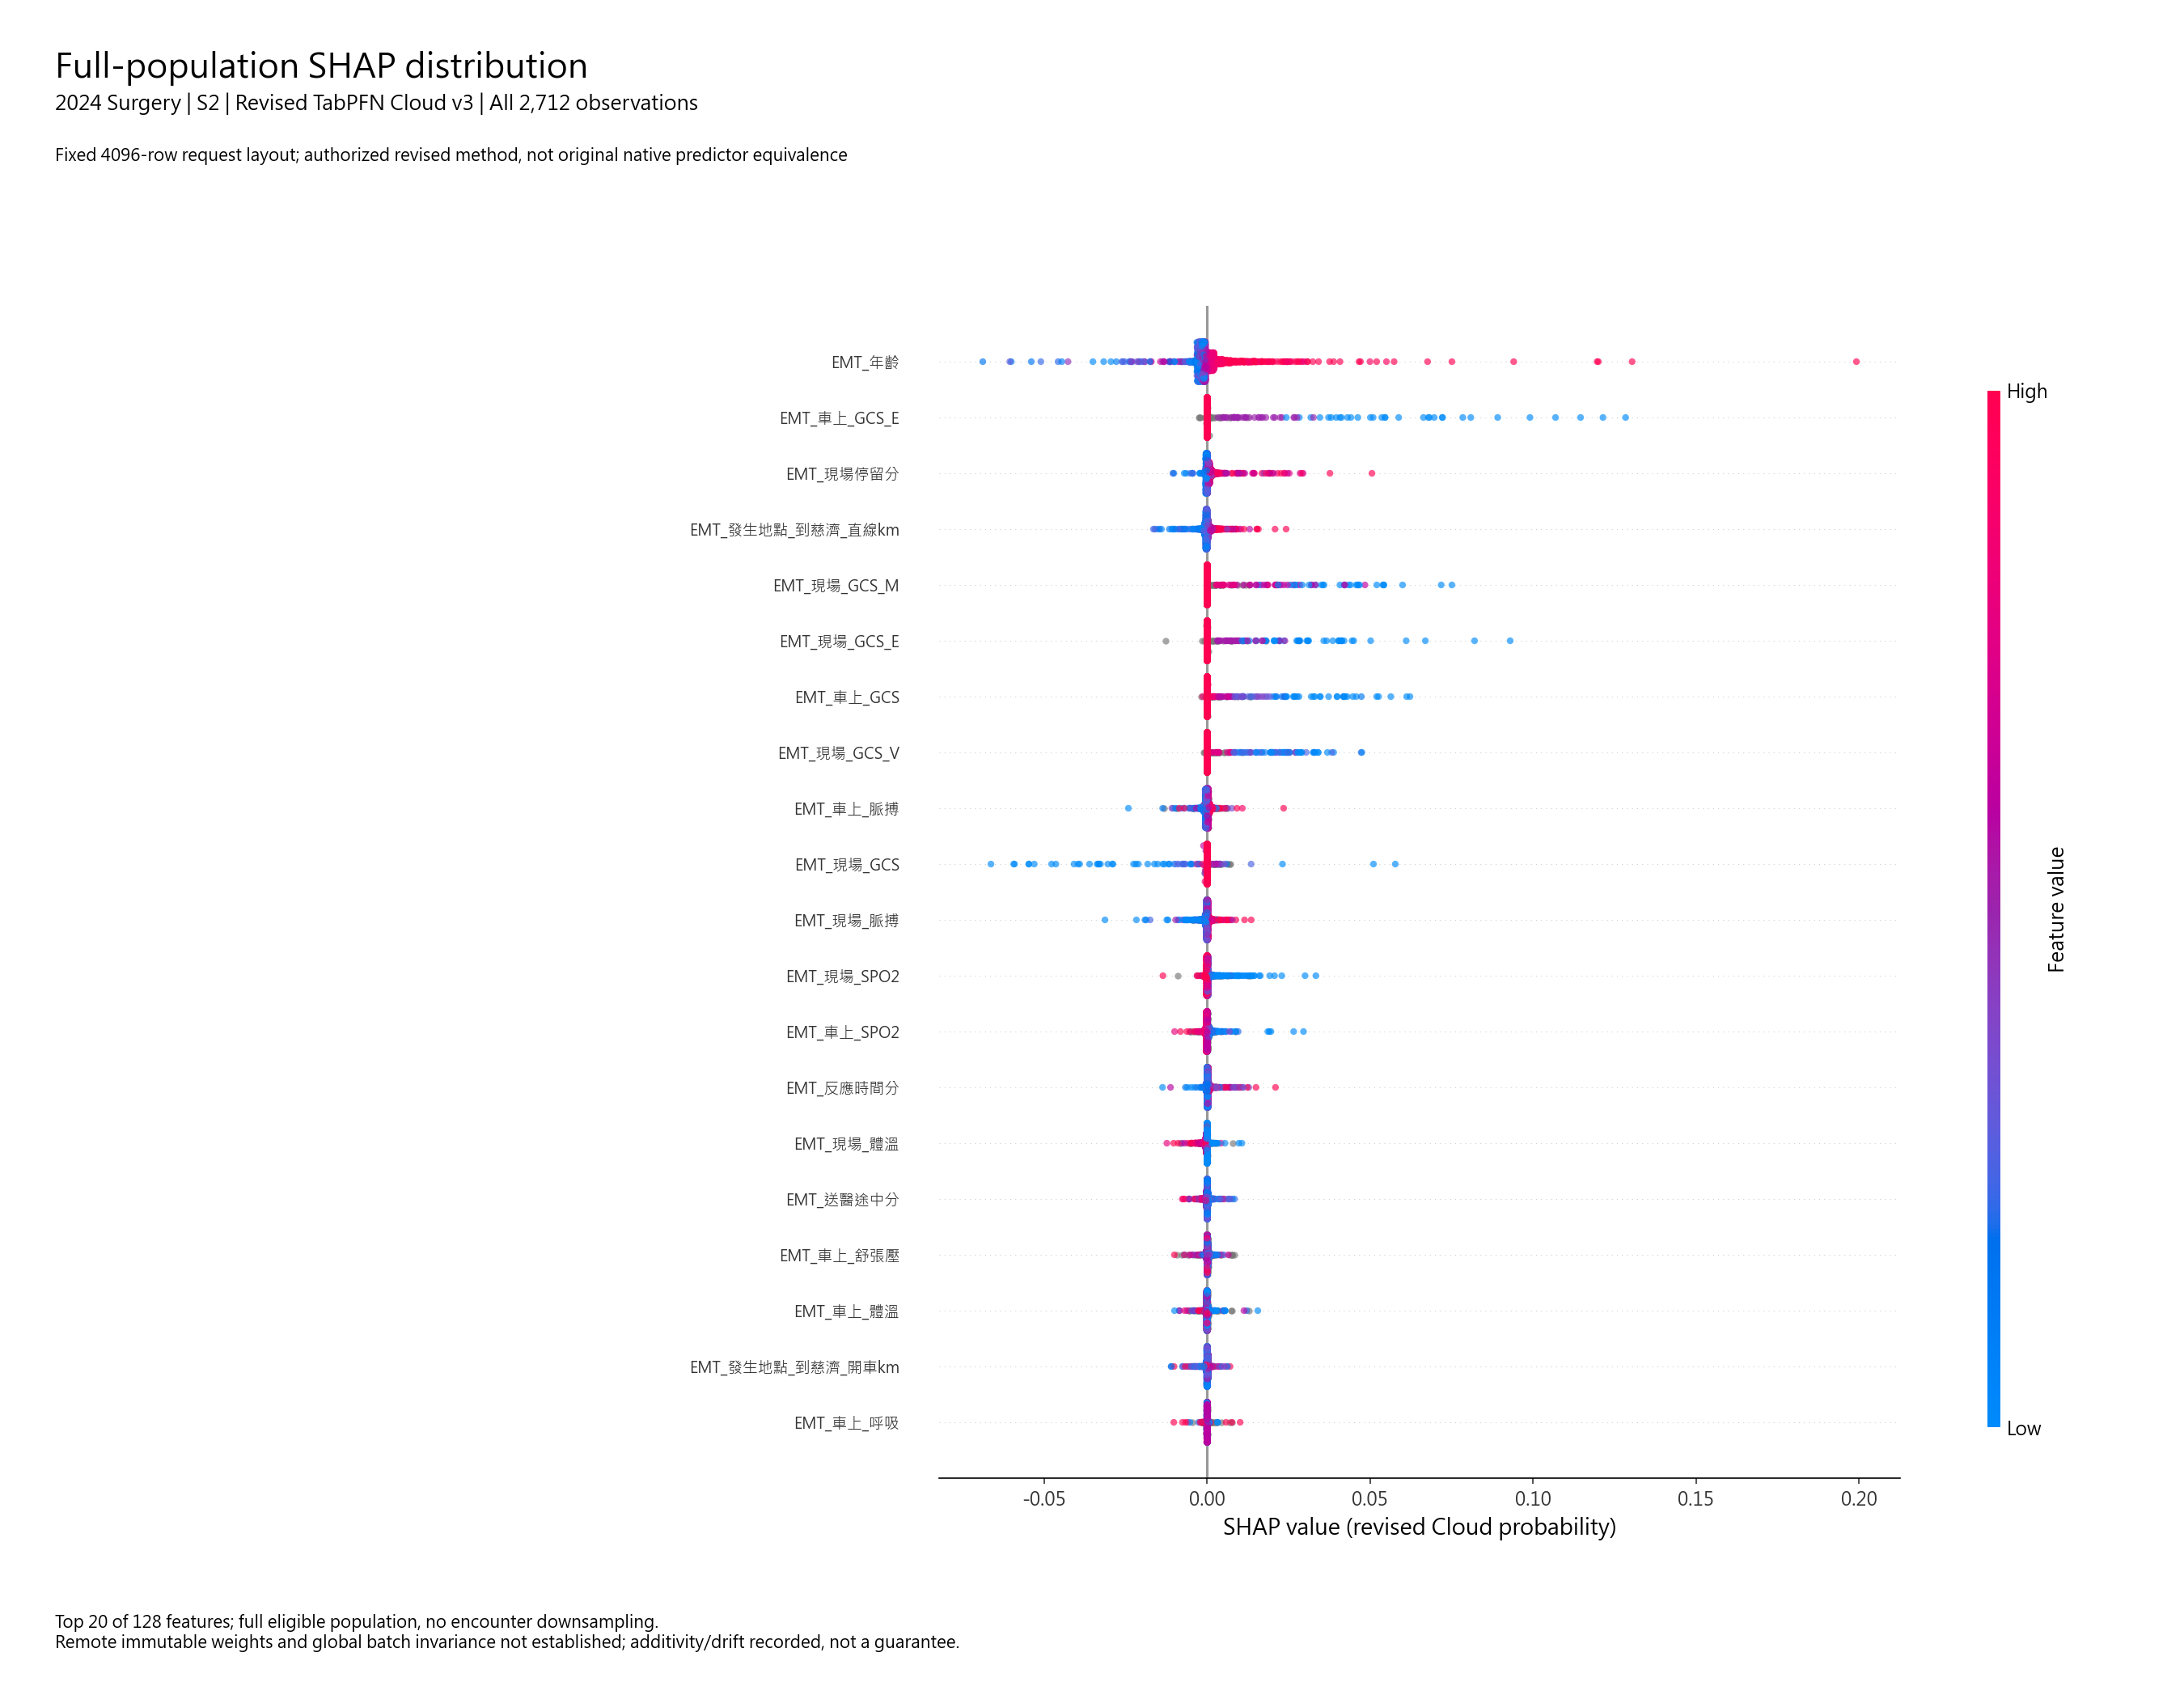 Full-population SHAP distribution
2024 Surgery | S2 | Revised TabPFN Cloud v3 | All 2,712 observations
Fixed 4096-row request layout; authorized revised method, not original native predictor equivalence
EMT_年齡
EMT_車上_GCS_E
EMT_現場停留分
EMT_發生地點_到慈濟_直線km
EMT_現場_GCS_M
EMT_現場_GCS_E
EMT_車上_GCS
EMT_現場_GCS_V
EMT_車上_脈搏
EMT_現場_GCS
EMT_現場_脈搏
EMT_現場_SPO2
EMT_車上_SPO2
EMT_反應時間分
EMT_現場_體溫
EMT_送醫途中分
EMT_車上_舒張壓
EMT_車上_體溫
EMT_發生地點_到慈濟_開車km
EMT_車上_呼吸
-0.05 0.00 0.05 0.10 0.15 0.20
SHAP value (revised Cloud probability)
High
Feature value
Low
Top 20 of 128 features; full eligible population, no encounter downsampling.
Remote immutable weights and global batch invariance not established; additivity/drift recorded, not a guarantee.